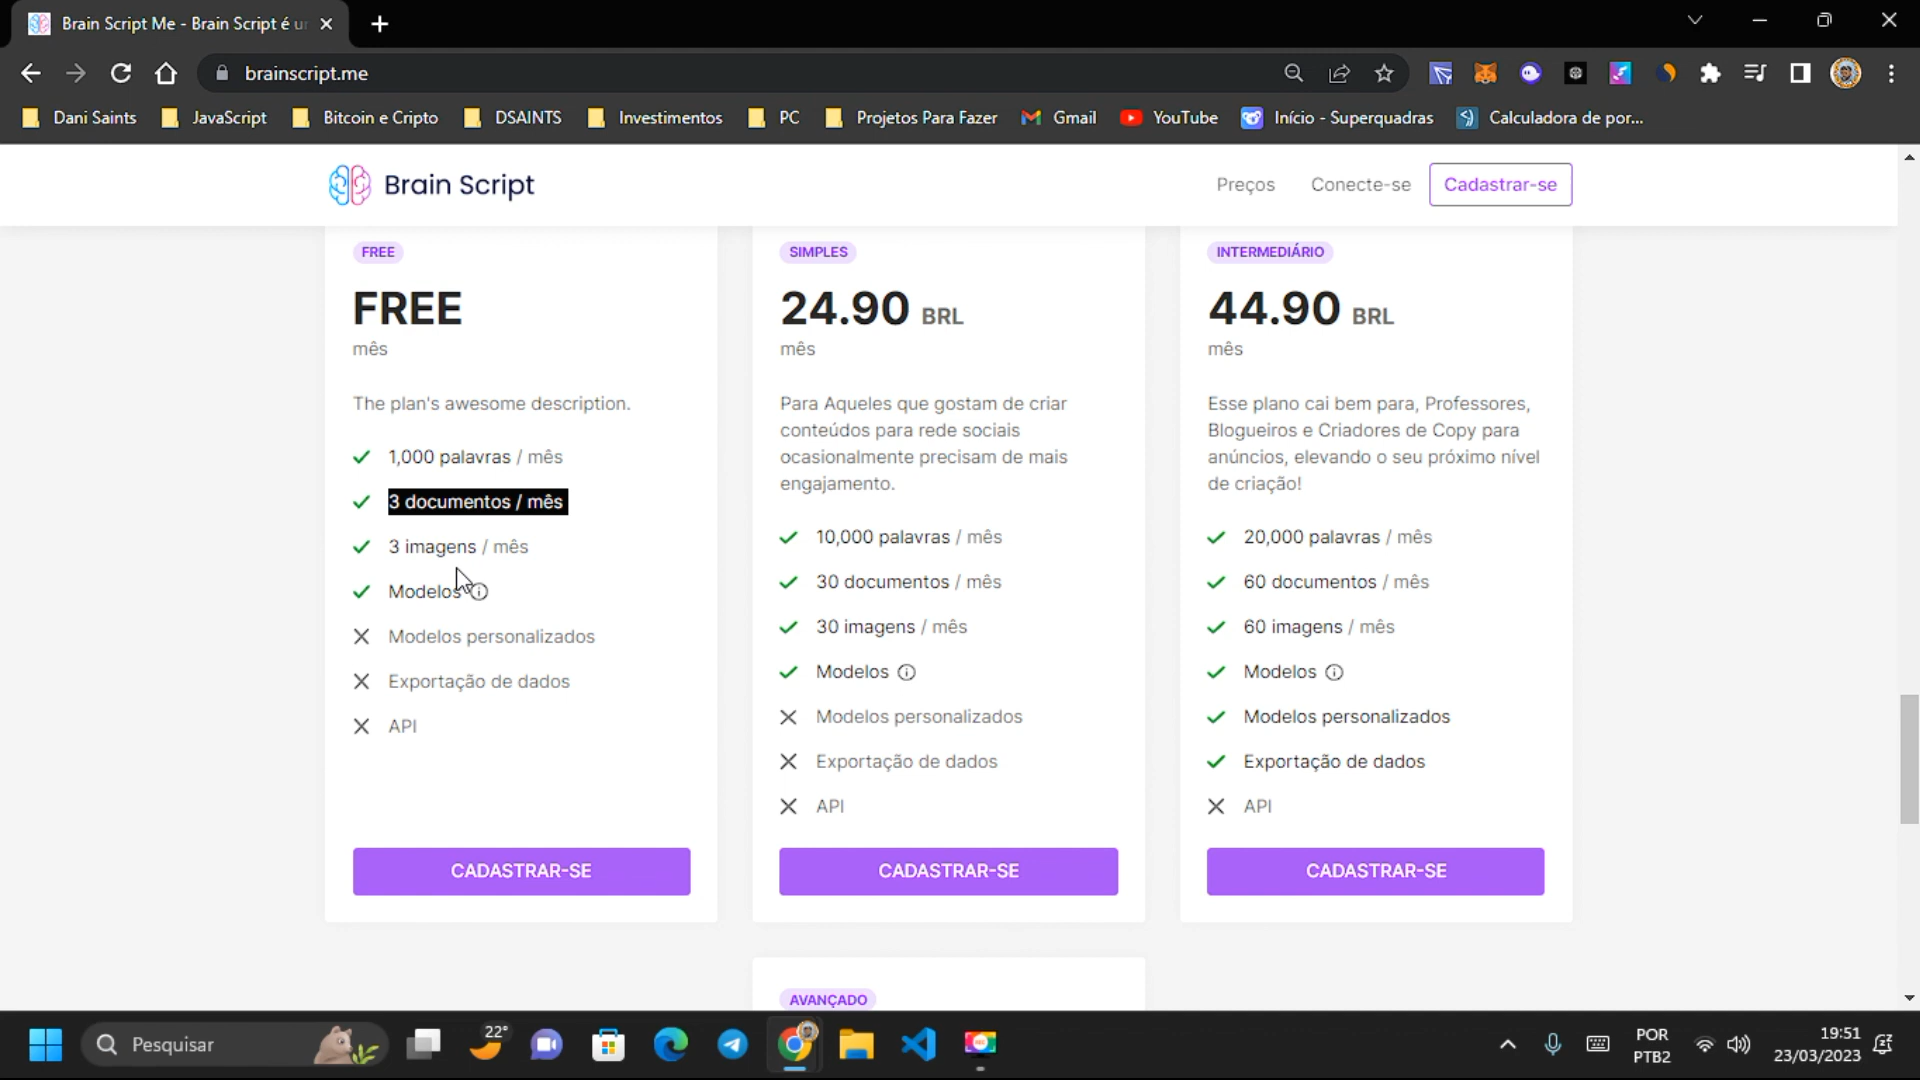 Brain Script Me - Brain Script é u
brainscript.me
Dani Saints JavaScript Bitcoin e Cripto DSAINTS Investimentos PC Projetos Para Fazer Gmail YouTube Início - Superquadras Calculadora de por...
Brain Script
Preços Conecte-se Cadastrar-se
FREE
FREE
mês
The plan's awesome description.
1,000 palavras / mês
3 documentos / mês
3 imagens / mês
Modelos
Modelos personalizados
Exportação de dados
API
CADASTRAR-SE
SIMPLES
24.90 BRL
mês
Para Aqueles que gostam de criar
conteúdos para rede sociais
ocasionalmente precisam de mais
engajamento.
10,000 palavras / mês
30 documentos / mês
30 imagens / mês
Modelos
Modelos personalizados
Exportação de dados
API
CADASTRAR-SE
INTERMEDIÁRIO
44.90 BRL
mês
Esse plano cai bem para, Professores,
Blogueiros e Criadores de Copy para
anúncios, elevando o seu próximo nível
de criação!
20,000 palavras / mês
60 documentos / mês
60 imagens / mês
Modelos
Modelos personalizados
Exportação de dados
API
CADASTRAR-SE
AVANÇADO
Pesquisar
22°
POR
PTB2
19:51
23/03/2023